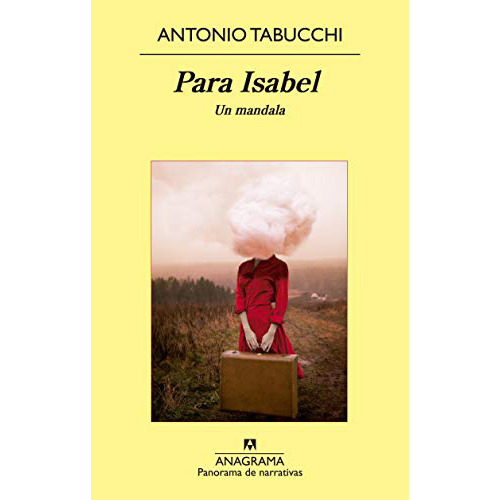 ANTONIO TABUCCHI
Para Isabel
Un mandala
ANAGRAMA
Panorama de narrativas